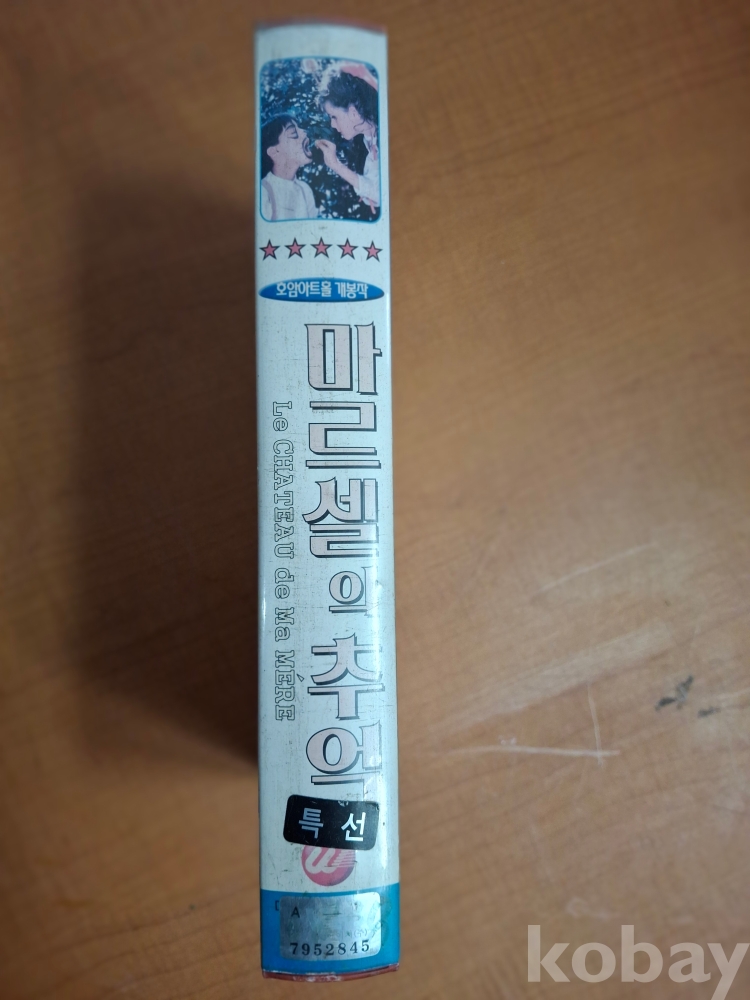 오암아트홀 개봉작
마르셀의 추억
Le CHATEAU de Ma MÈRE
특선
A
7952845
kobay